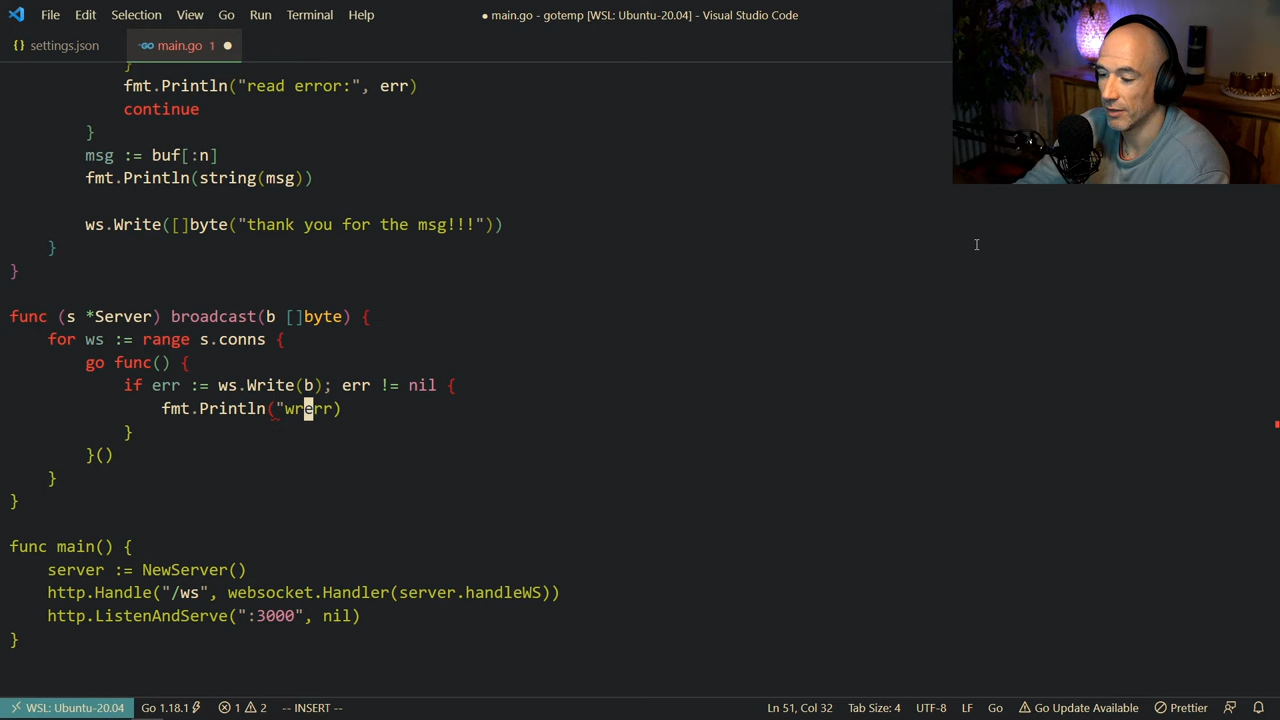 File Edit Selection View Go Run Terminal Help
● main.go - gotemp [WSL: Ubuntu-20.04] - Visual Studio Code
{} settings.json
main.go 1 ●
}
fmt.Println("read error:", err)
continue
}
msg := buf[:n]
fmt.Println(string(msg))
ws.Write([]byte("thank you for the msg!!!"))
}
}
func (s *Server) broadcast(b []byte) {
for ws := range s.conns {
go func() {
if err := ws.Write(b); err != nil {
fmt.Println("wrerr)
}
}()
}
}
func main() {
server := NewServer()
http.Handle("/ws", websocket.Handler(server.handleWS))
http.ListenAndServe(":3000", nil)
}
WSL: Ubuntu-20.04 Go 1.18.1 1 2 -- INSERT -- Ln 51, Col 32 Tab Size: 4 UTF-8 LF Go Go Update Available Prettier